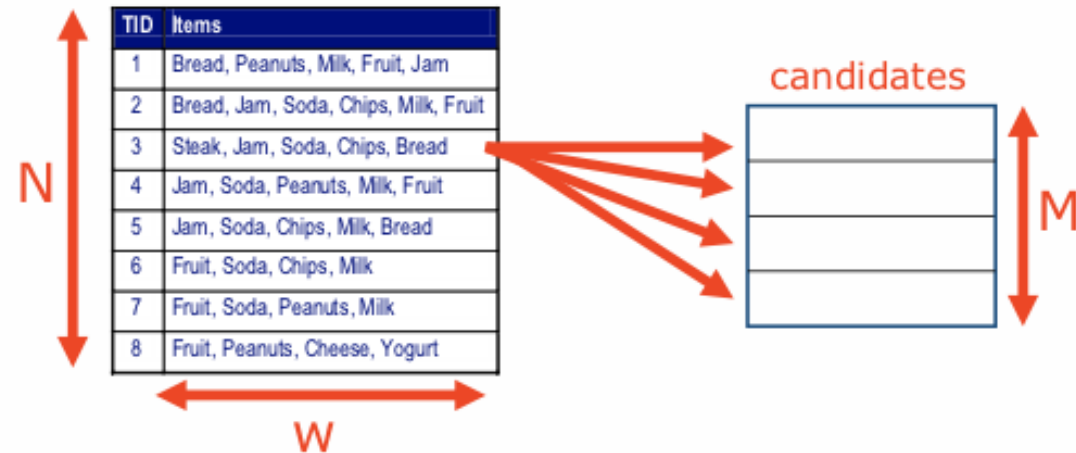 TID Items
1 Bread, Peanuts, Milk, Fruit, Jam
2 Bread, Jam, Soda, Chips, Milk, Fruit
3 Steak, Jam, Soda, Chips, Bread
4 Jam, Soda, Peanuts, Milk, Fruit
5 Jam, Soda, Chips, Milk, Bread
6 Fruit, Soda, Chips, Milk
7 Fruit, Soda, Peanuts, Milk
8 Fruit, Peanuts, Cheese, Yogurt
N
W
candidates
M